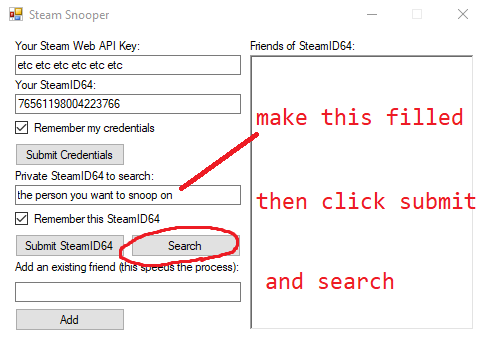 Steam Snooper
Your Steam Web API Key:
etc etc etc etc etc etc
Your SteamID64:
76561198004223766
Remember my credentials
Submit Credentials
Private SteamID64 to search:
the person you want to snoop on
Remember this SteamID64
Submit SteamID64
Search
Add an existing friend (this speeds the process):
Add
Friends of SteamID64:
make this filled
then click submit
and search